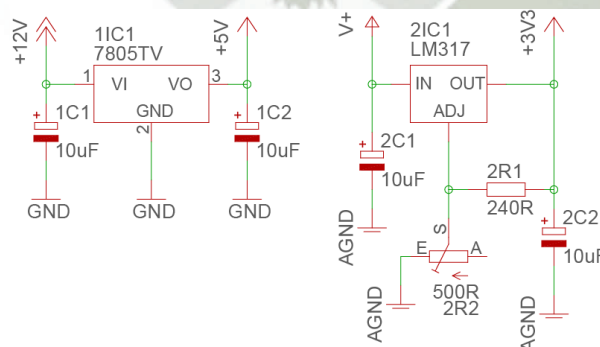 +12V
1IC1
7805TV
+5V
1
VI
VO
3
GND
2
1C1
10uF
1C2
10uF
GND
GND
GND
V+
2IC1
LM317
+3V3
IN
OUT
ADJ
2C1
10uF
2R1
240R
2C2
10uF
AGND
S
E
A
500R
2R2
AGND
AGND